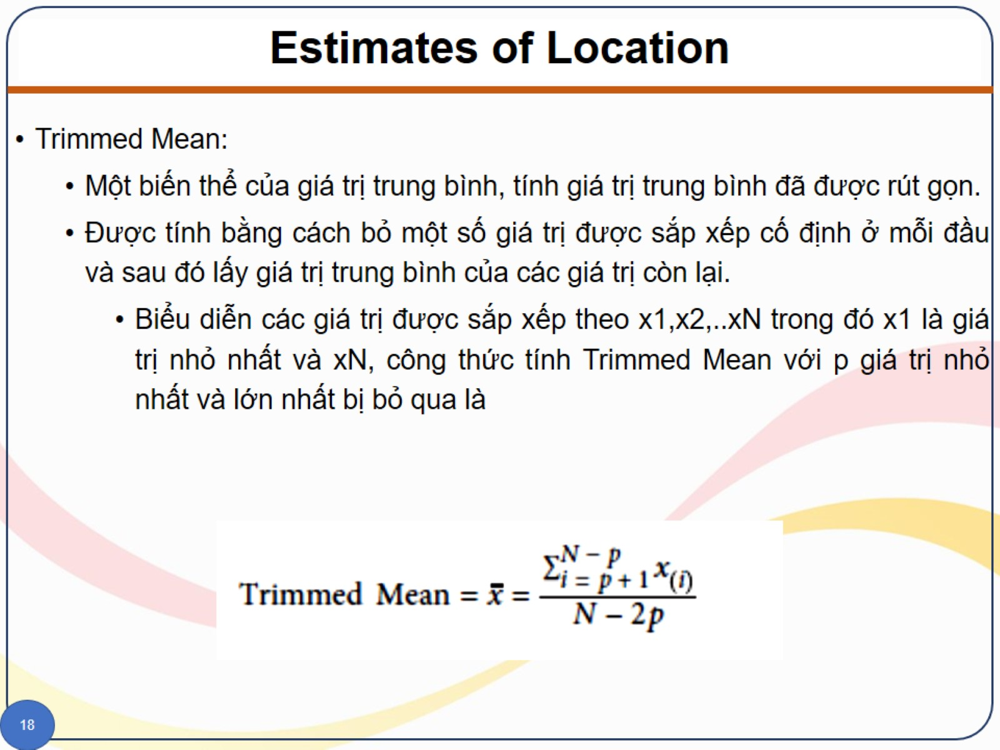 Estimates of Location
• Trimmed Mean:
• Một biến thể của giá trị trung bình, tính giá trị trung bình đã được rút gọn.
• Được tính bằng cách bỏ một số giá trị được sắp xếp cố định ở mỗi đầu
và sau đó lấy giá trị trung bình của các giá trị còn lại.
• Biểu diễn các giá trị được sắp xếp theo x1,x2,..xN trong đó x1 là giá
trị nhỏ nhất và xN, công thức tính Trimmed Mean với p giá trị nhỏ
nhất và lớn nhất bị bỏ qua là
Trimmed Mean = x̄ = \frac{\sum_{i = p + 1}^{N - p} x_{(i)}}{N - 2p}
18